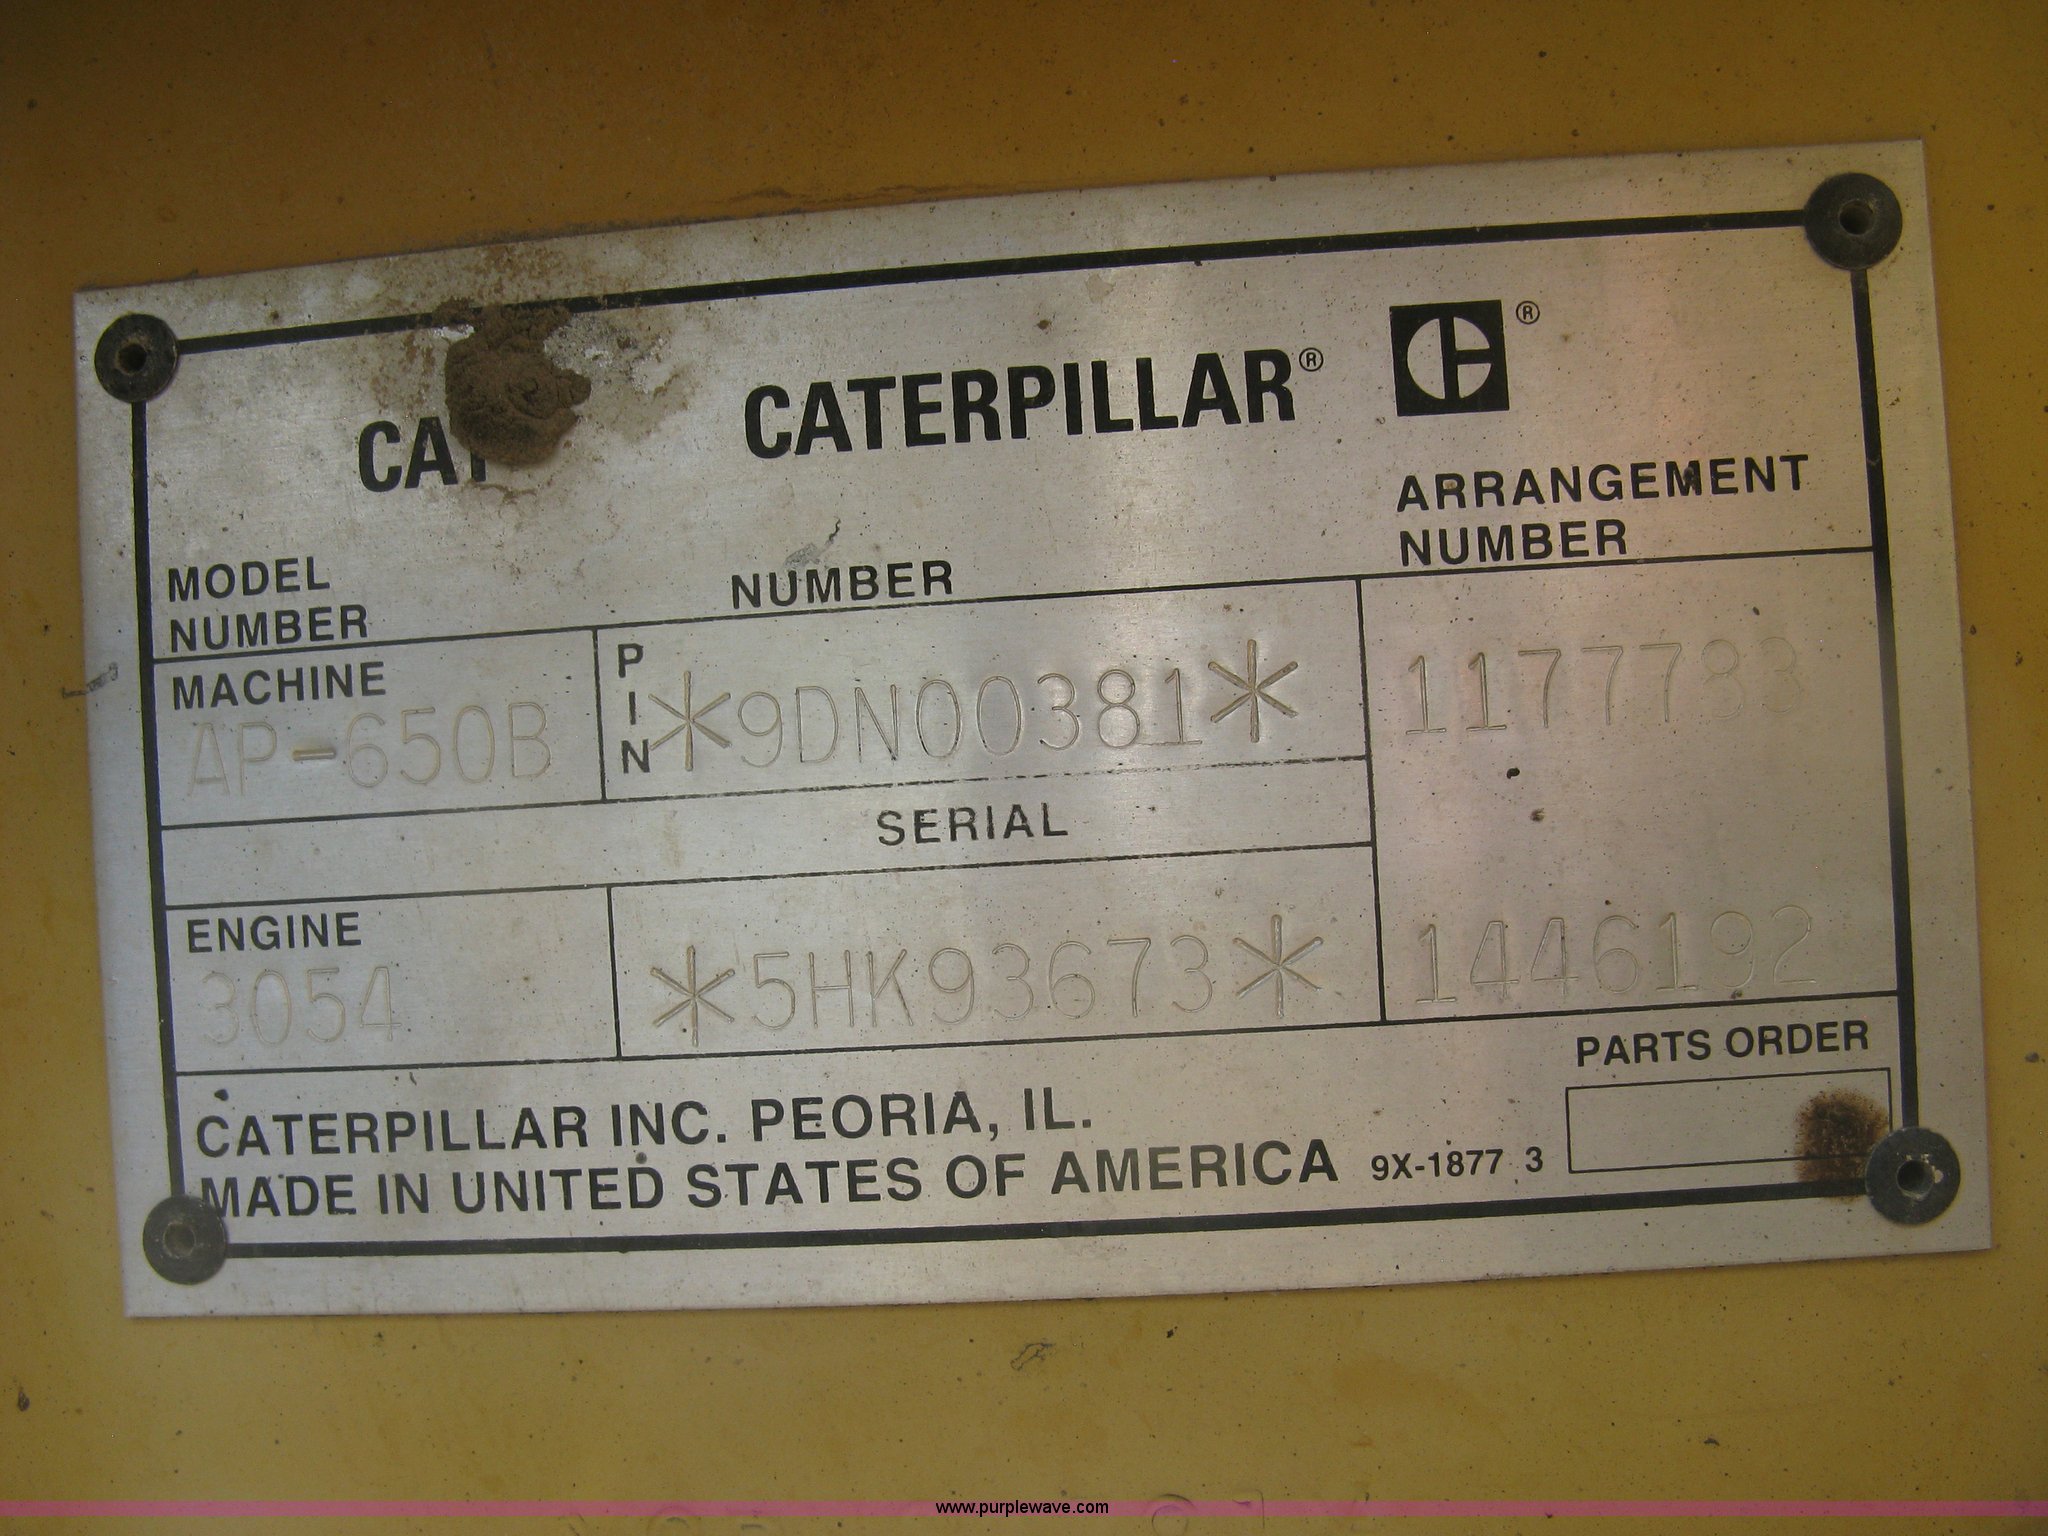 CAT CATERPILLAR®
®
ARRANGEMENT
NUMBER
MODEL
NUMBER
NUMBER
MACHINE
AP-650B
PIN
*9DN00381*
1177783
SERIAL
ENGINE
3054
*5HK93673*
1446192
PARTS ORDER
CATERPILLAR INC. PEORIA, IL.
MADE IN UNITED STATES OF AMERICA 9X-1877 3
www.purplewave.com